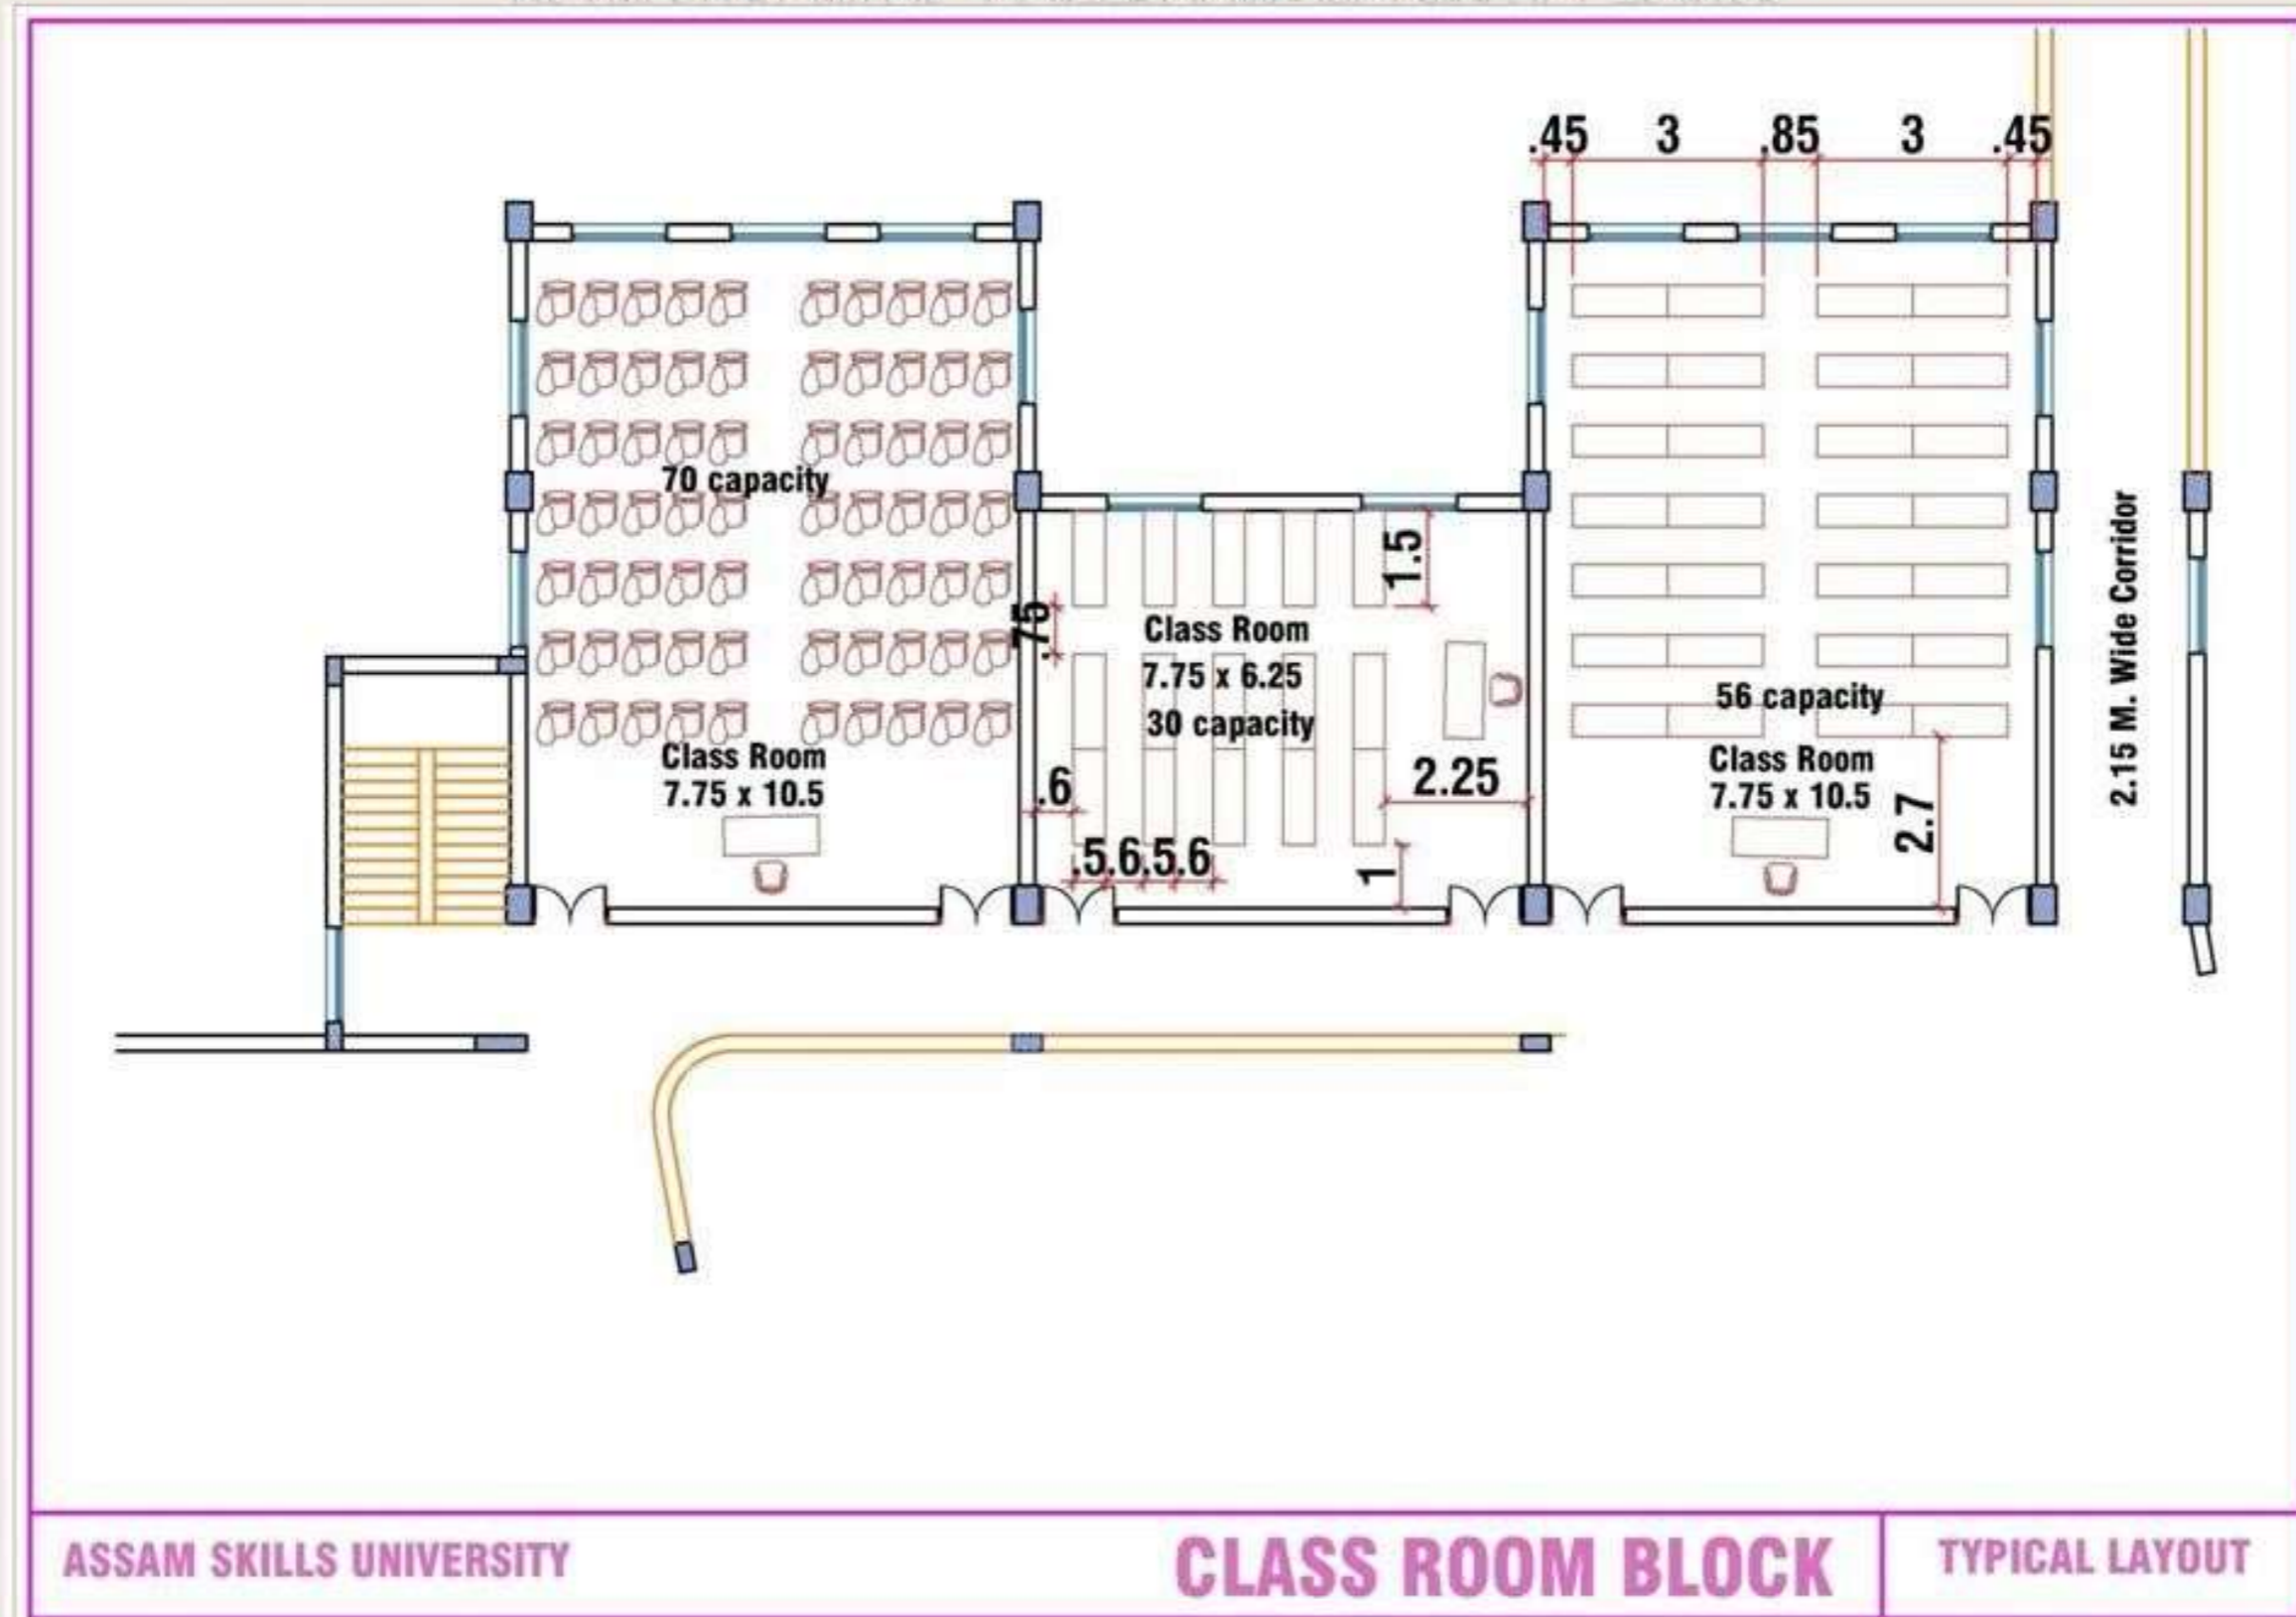 .45 3 .85 3 .45
70 capacity
Class Room
7.75 x 10.5
.75
1.5
Class Room
7.75 x 6.25
30 capacity
.6
2.25
.5.6.5.6
1
56 capacity
Class Room
7.75 x 10.5
2.7
2.15 M. Wide Corridor
ASSAM SKILLS UNIVERSITY
CLASS ROOM BLOCK
TYPICAL LAYOUT